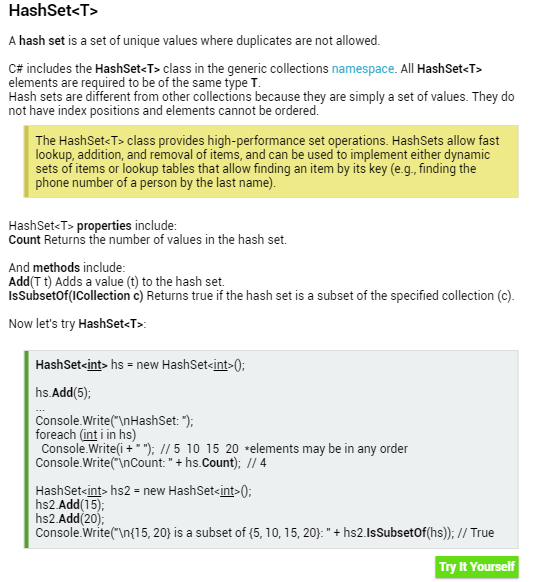 HashSet<T>
A hash set is a set of unique values where duplicates are not allowed.
C# includes the HashSet<T> class in the generic collections namespace. All HashSet<T>
elements are required to be of the same type T.
Hash sets are different from other collections because they are simply a set of values. They do
not have index positions and elements cannot be ordered.
The HashSet<T> class provides high-performance set operations. HashSets allow fast
lookup, addition, and removal of items, and can be used to implement either dynamic
sets of items or lookup tables that allow finding an item by its key (e.g., finding the
phone number of a person by the last name).
HashSet<T> properties include:
Count Returns the number of values in the hash set.
And methods include:
Add(T t) Adds a value (t) to the hash set.
IsSubsetOf(ICollection c) Returns true if the hash set is a subset of the specified collection (c).
Now let's try HashSet<T>:
HashSet<int> hs = new HashSet<int>();
hs.Add(5);
...
Console.Write("\nHashSet: ");
foreach (int i in hs)
Console.Write(i + " "); // 5 10 15 20 *elements may be in any order
Console.Write("\nCount: " + hs.Count); // 4
HashSet<int> hs2 = new HashSet<int>();
hs2.Add(15);
hs2.Add(20);
Console.Write("\n{15, 20} is a subset of {5, 10, 15, 20}: " + hs2.IsSubsetOf(hs)); // True
Try It Yourself